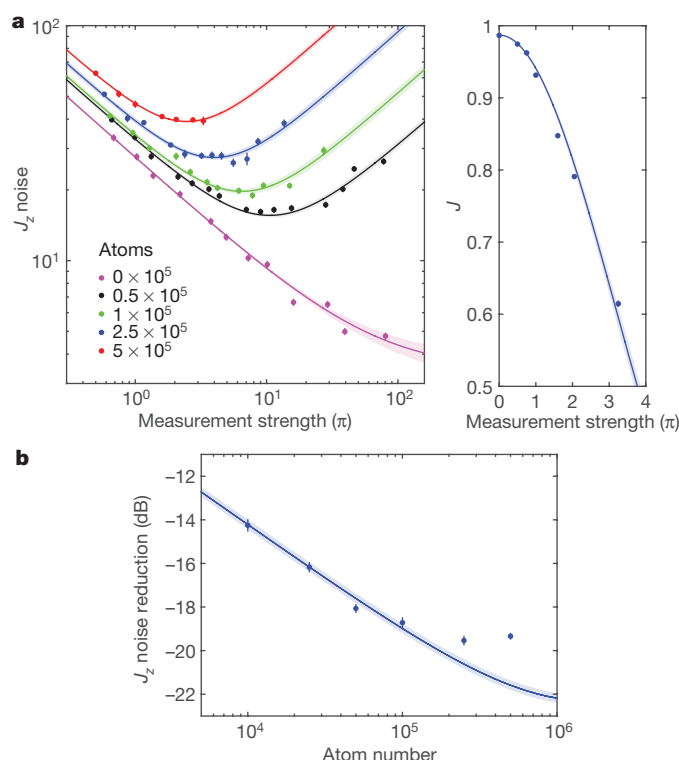 a
10²
10¹
J_z noise
Atoms
0 × 10⁵
0.5 × 10⁵
1 × 10⁵
2.5 × 10⁵
5 × 10⁵
10⁰ 10¹ 10²
Measurement strength (π)
1
0.9
0.8
0.7
0.6
0.5
J
0 1 2 3 4
Measurement strength (π)
b
−12
−14
−16
−18
−20
−22
J_z noise reduction (dB)
10⁴ 10⁵ 10⁶
Atom number